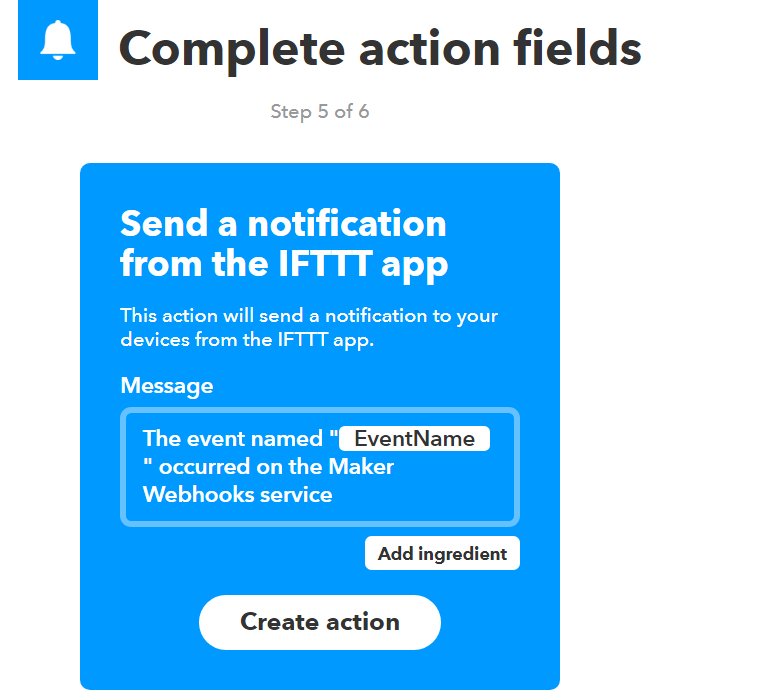 Complete action fields
Step 5 of 6
Send a notification
from the IFTTT app
This action will send a notification to your
devices from the IFTTT app.
Message
The event named " EventName
" occurred on the Maker
Webhooks service
Add ingredient
Create action